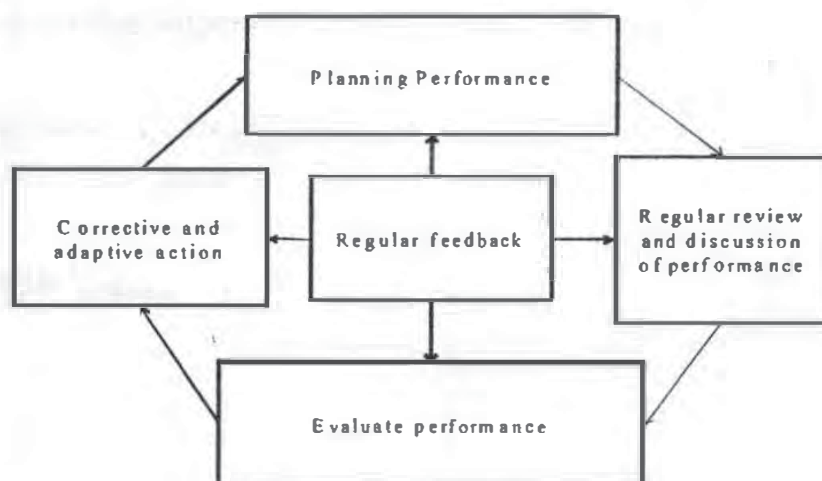 Planning Performance
Corrective and
adaptive action
Regular feedback
Regular review
and discussion
of performance
Evaluate performance